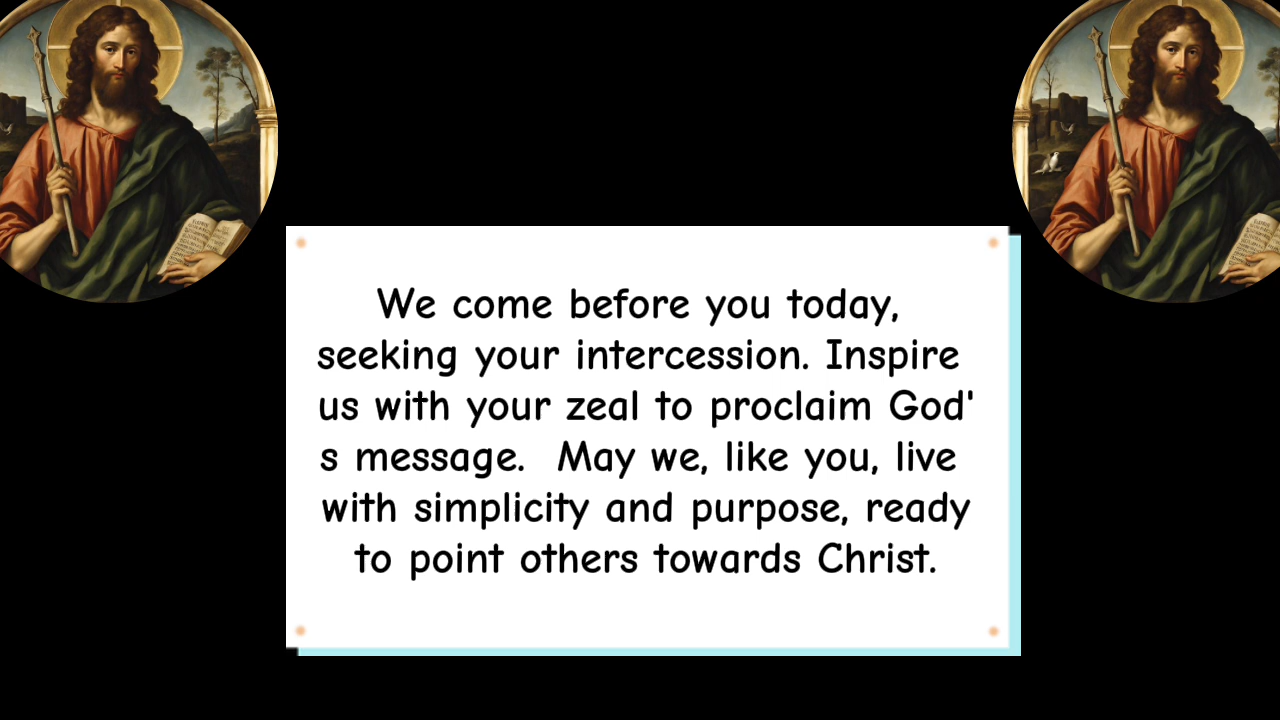 We come before you today,
seeking your intercession. Inspire
us with your zeal to proclaim God'
s message.  May we, like you, live
with simplicity and purpose, ready
to point others towards Christ.